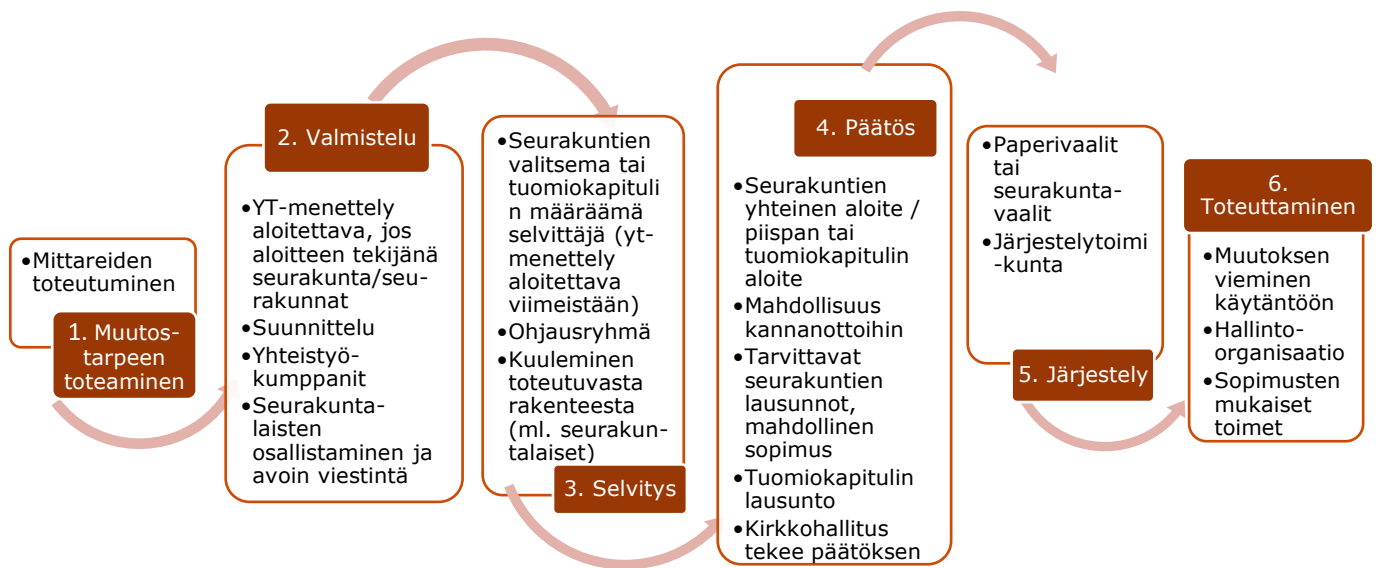 •Mittareiden
toteutuminen
1. Muutos-
tarpeen
toteaminen
2. Valmistelu
•YT-menettely
aloitettava, jos
aloitteen tekijänä
seurakunta/seu-
rakunnat
•Suunnittelu
•Yhteistyö-
kumppanit
•Seurakunta-
laisten
osallistaminen ja
avoin viestintä
•Seurakuntien
valitsema tai
tuomiokapituli
n määräämä
selvittäjä (yt-
menettely
aloitettava
viimeistään)
•Ohjausryhmä
•Kuuleminen
toteutuvasta
rakenteesta
(ml. seurakun-
talaiset)
3. Selvitys
4. Päätös
•Seurakuntien
yhteinen aloite /
piispan tai
tuomiokapitulin
aloite
•Mahdollisuus
kannanottoihin
•Tarvittavat
seurakuntien
lausunnot,
mahdollinen
sopimus
•Tuomiokapitulin
lausunto
•Kirkkohallitus
tekee päätöksen
•Paperivaalit
tai
seurakunta-
vaalit
•Järjestelytoimi
-kunta
5. Järjestely
6.
Toteuttaminen
•Muutoksen
vieminen
käytäntöön
•Hallinto-
organisaatio
•Sopimusten
mukaiset
toimet